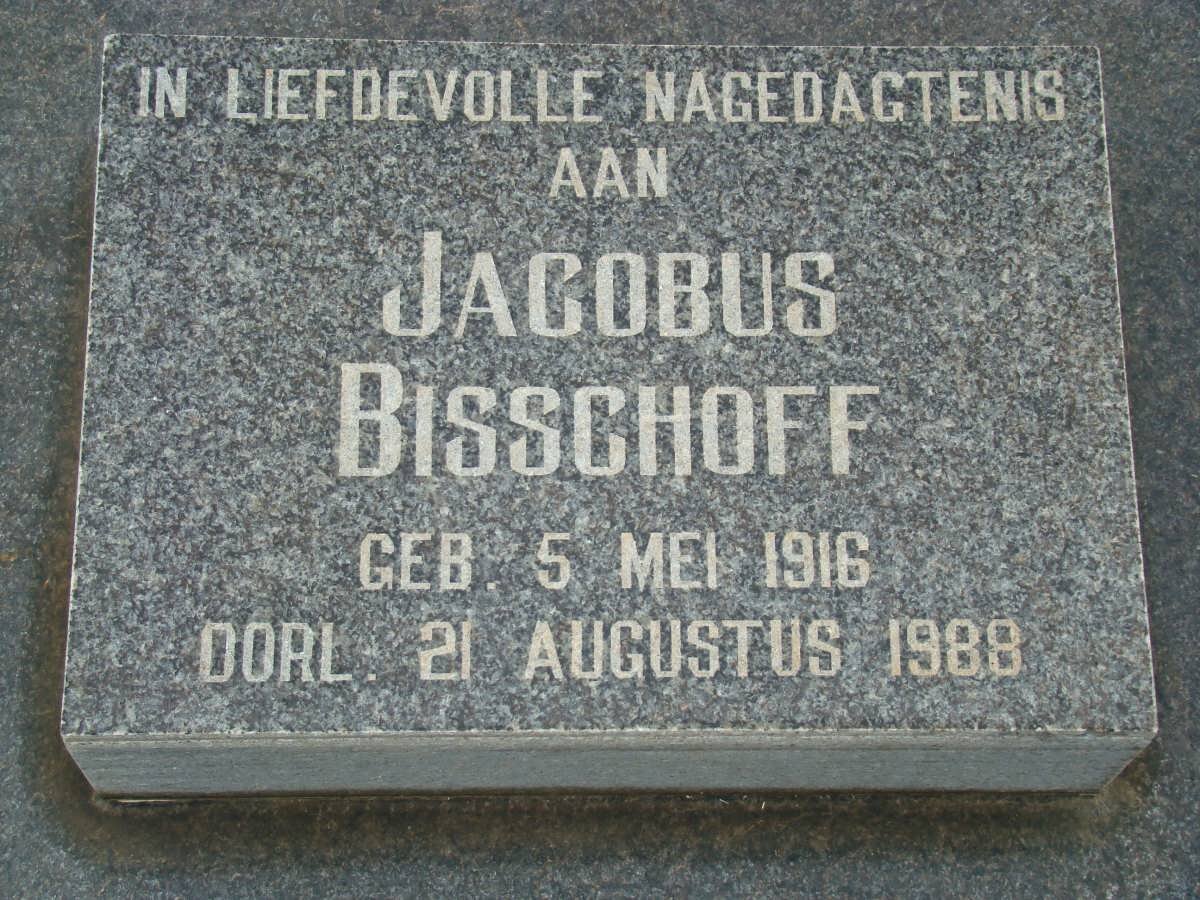 IN LIEFDEVOLLE NAGEDAGTENIS
AAN
JACOBUS
BISSCHOFF
GEB. 5 MEI 1916
DORL. 21 AUGUSTUS 1988